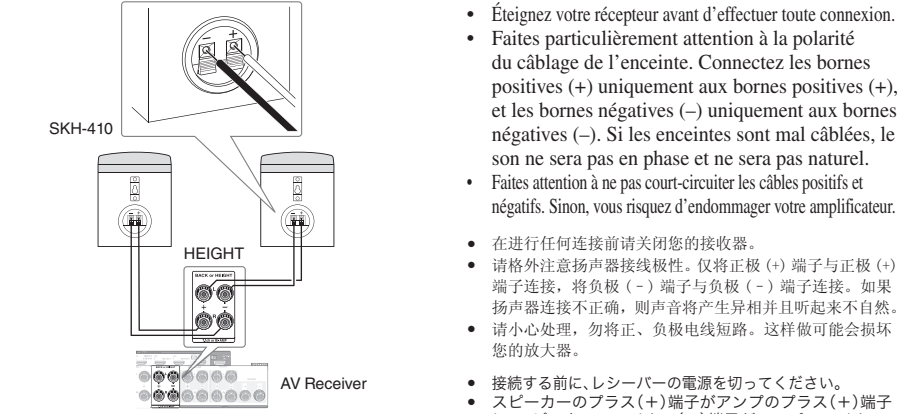 SKH-410
HEIGHT
BACK or HEIGHT
L
R
AV Receiver
• Éteignez votre récepteur avant d’effectuer toute connexion.
• Faites particulièrement attention à la polarité
du câblage de l’enceinte. Connectez les bornes
positives (+) uniquement aux bornes positives (+),
et les bornes négatives (–) uniquement aux bornes
négatives (–). Si les enceintes sont mal câblées, le
son ne sera pas en phase et ne sera pas naturel.
• Faites attention à ne pas court-circuiter les câbles positifs et
négatifs. Sinon, vous risquez d’endommager votre amplificateur.
• 在进行任何连接前请关闭您的接收器。
• 请格外注意扬声器接线极性。仅将正极 (+) 端子与正极 (+)
端子连接，将负极 (-) 端子与负极 (-) 端子连接。如果
扬声器连接不正确，则声音将产生异相并且听起来不自然。
• 请小心处理，勿将正、负极电线短路。这样做可能会损坏
您的放大器。
• 接続する前に、レシーバーの電源を切ってください。
• スピーカーのプラス(+)端子がアンプのプラス(+)端子